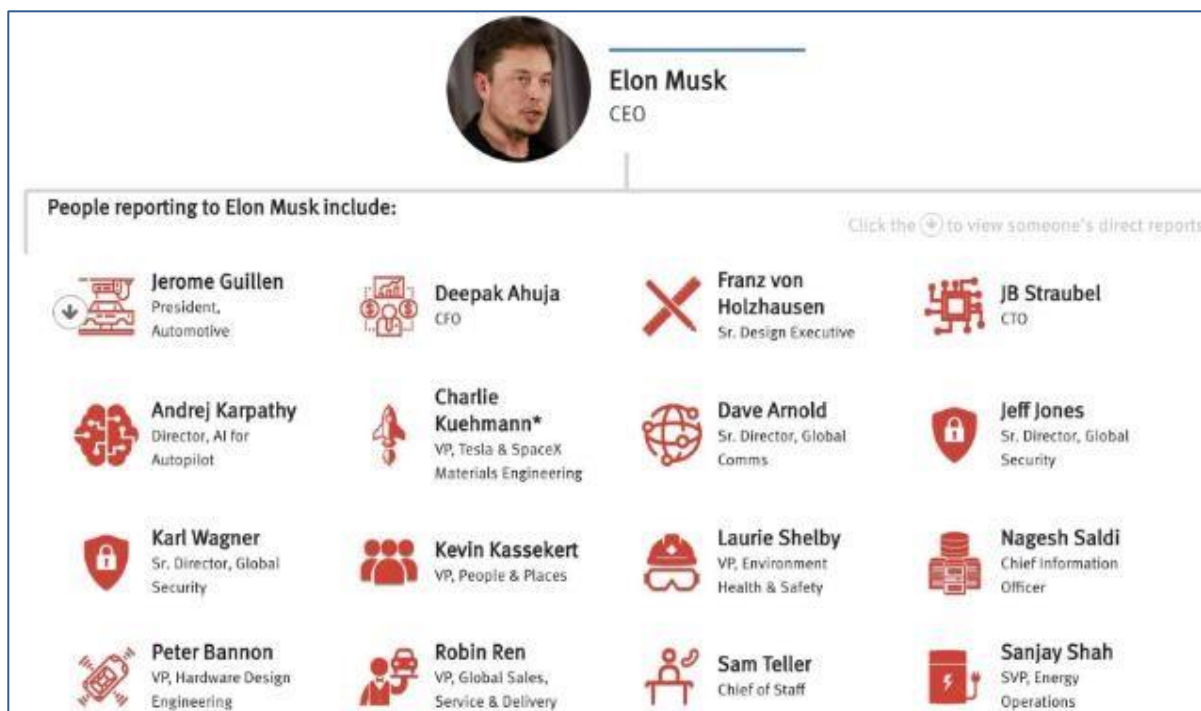 Elon Musk
CEO
People reporting to Elon Musk include:
Click the to view someone's direct reports
Jerome Guillen
President,
Automotive
Deepak Ahuja
CFO
Franz von
Holzhausen
Sr. Design Executive
JB Straubel
CTO
Andrej Karpathy
Director, AI for
Autopilot
Charlie
Kuehmann*
VP, Tesla & SpaceX
Materials Engineering
Dave Arnold
Sr. Director, Global
Comms
Jeff Jones
Sr. Director, Global
Security
Karl Wagner
Sr. Director, Global
Security
Kevin Kassekert
VP, People & Places
Laurie Shelby
VP, Environment
Health & Safety
Nagesh Saldi
Chief Information
Officer
Peter Bannon
VP, Hardware Design
Engineering
Robin Ren
VP, Global Sales,
Service & Delivery
Sam Teller
Chief of Staff
Sanjay Shah
SVP, Energy
Operations